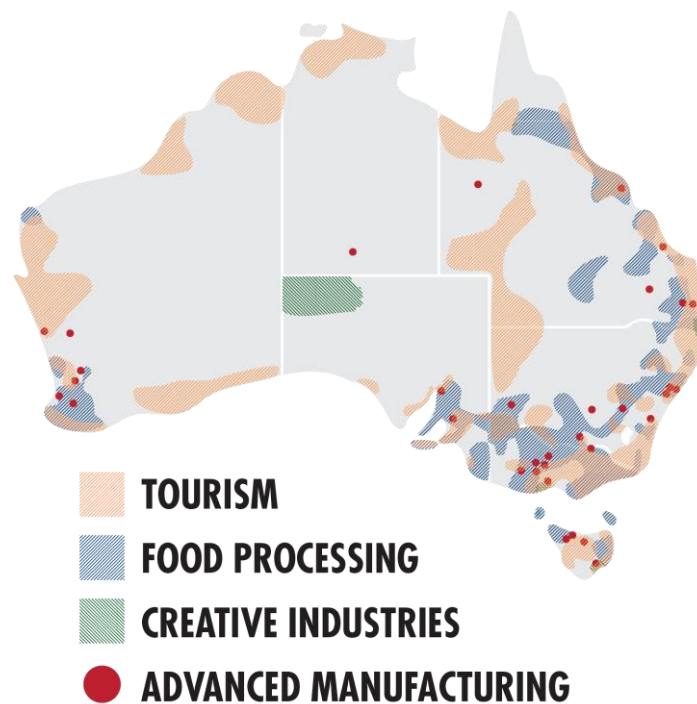 TOURISM
FOOD PROCESSING
CREATIVE INDUSTRIES
ADVANCED MANUFACTURING